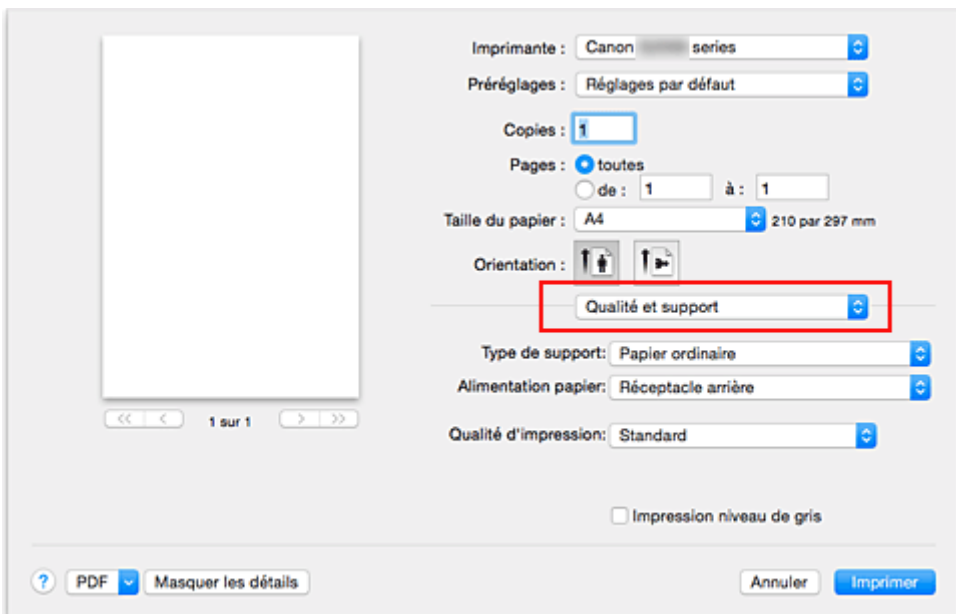 Imprimante : Canon series
Préréglages : Réglages par défaut
Copies : 1
Pages : toutes
de : 1 à : 1
Taille du papier : A4 210 par 297 mm
Orientation :
Qualité et support
Type de support: Papier ordinaire
Alimentation papier: Réceptacle arrière
1 sur 1
Qualité d'impression: Standard
Impression niveau de gris
? PDF Masquer les détails Annuler Imprimer